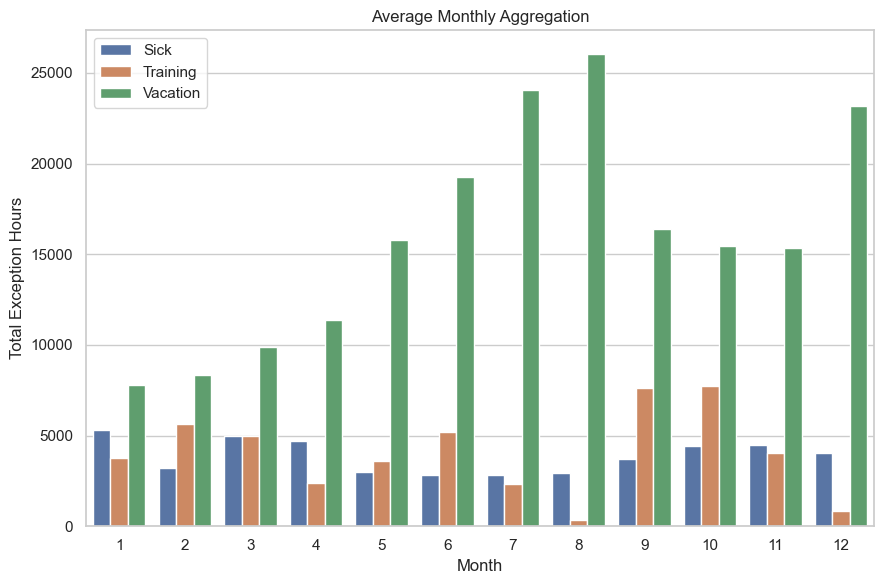 Average Monthly Aggregation
Sick
Training
Vacation
Total Exception Hours
25000
20000
15000
10000
5000
0
1 2 3 4 5 6 7 8 9 10 11 12
Month